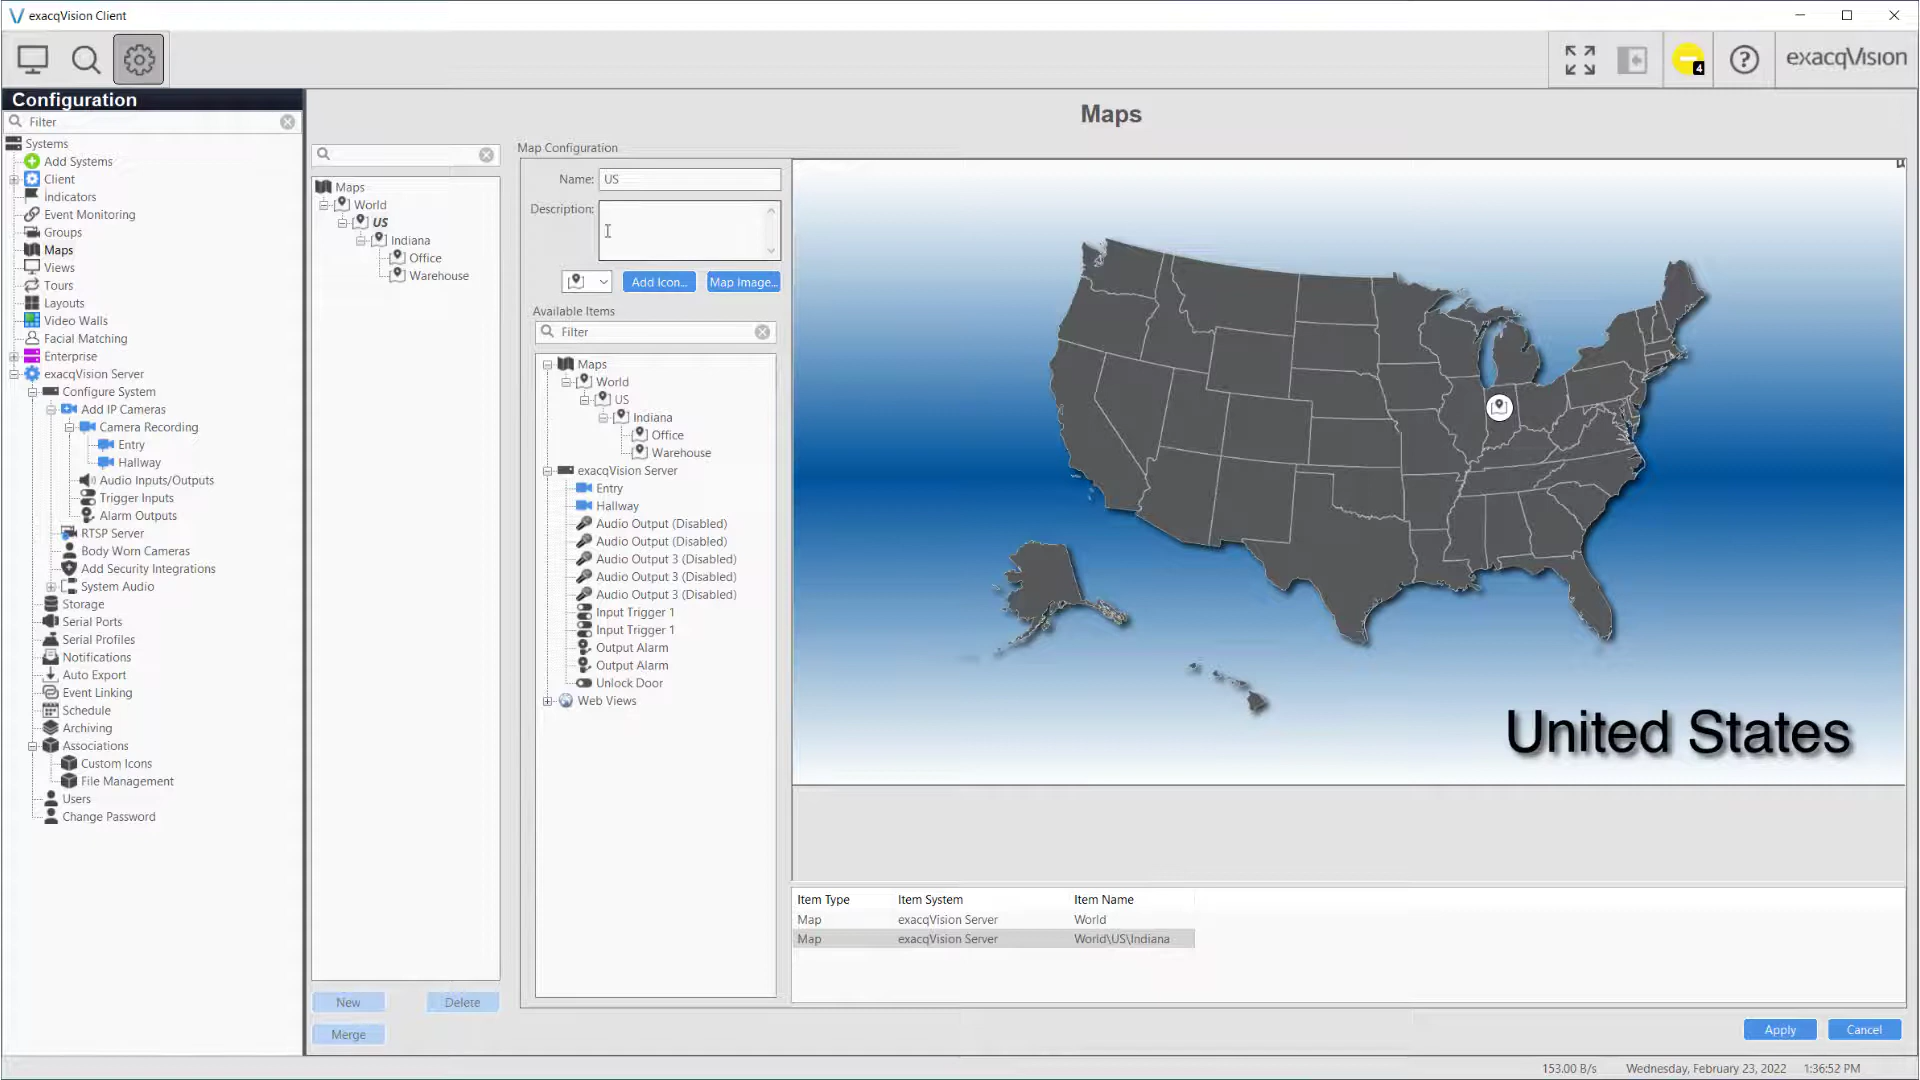 exacqVision Client
4
exacqVision
Configuration
Filter
Systems
Add Systems
Client
Indicators
Event Monitoring
Groups
Maps
Views
Tours
Layouts
Video Walls
Facial Matching
Enterprise
exacqVision Server
Configure System
Add IP Cameras
Camera Recording
Entry
Hallway
Audio Inputs/Outputs
Trigger Inputs
Alarm Outputs
RTSP Server
Body Worn Cameras
Add Security Integrations
System Audio
Storage
Serial Ports
Serial Profiles
Notifications
Auto Export
Event Linking
Schedule
Archiving
Associations
Custom Icons
File Management
Users
Change Password
Maps
Maps
World
US
Indiana
Office
Warehouse
New
Delete
Merge
Map Configuration
Name: US
Description:
Add Icon...
Map Image...
Available Items
Filter
Maps
World
US
Indiana
Office
Warehouse
exacqVision Server
Entry
Hallway
Audio Output (Disabled)
Audio Output (Disabled)
Audio Output 3 (Disabled)
Audio Output 3 (Disabled)
Audio Output 3 (Disabled)
Input Trigger 1
Input Trigger 1
Output Alarm
Output Alarm
Unlock Door
Web Views
United States
Item Type Item System Item Name
Map exacqVision Server World
Map exacqVision Server World\US\Indiana
Apply
Cancel
153.00 B/s Wednesday, February 23, 2022 1:36:52 PM